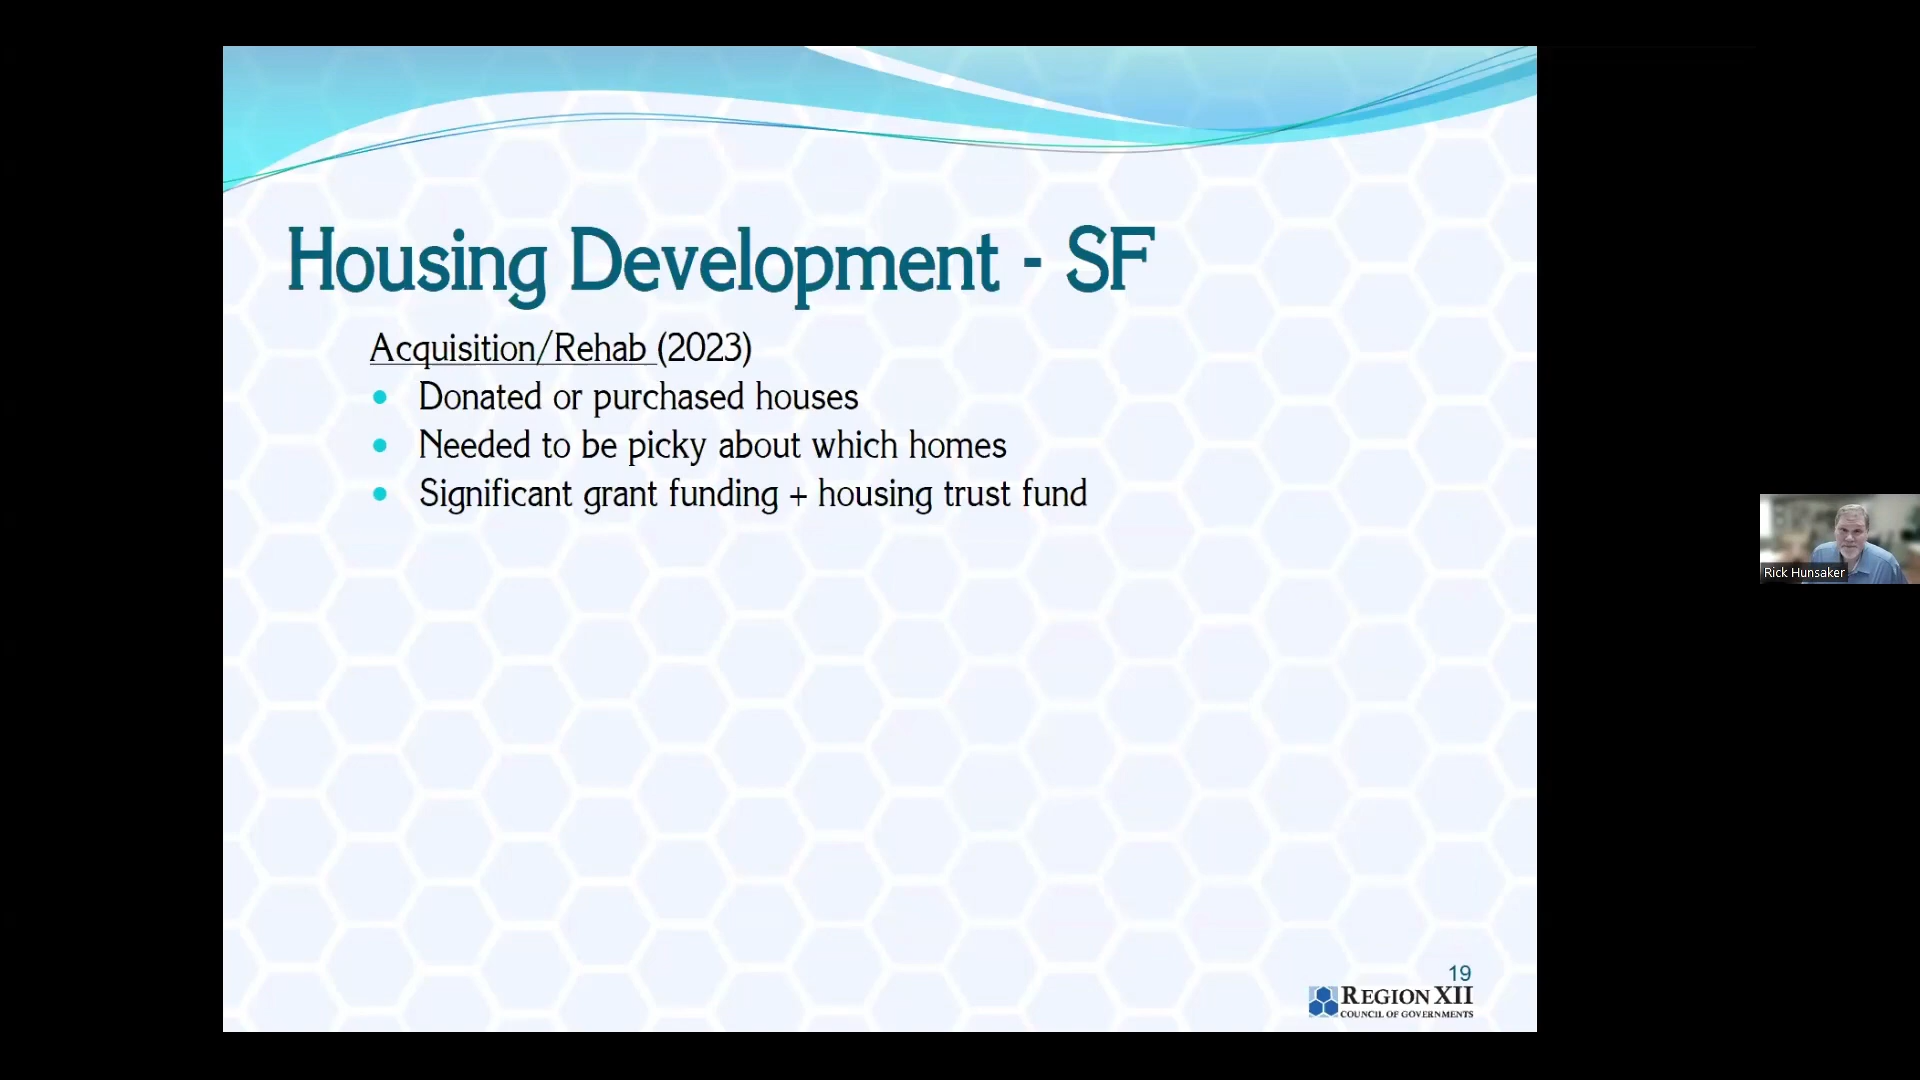 Housing Development - SF
Acquisition/Rehab (2023)
Donated or purchased houses
Needed to be picky about which homes
Significant grant funding + housing trust fund
Rick Hunsaker
19
REGION XII
COUNCIL OF GOVERNMENTS